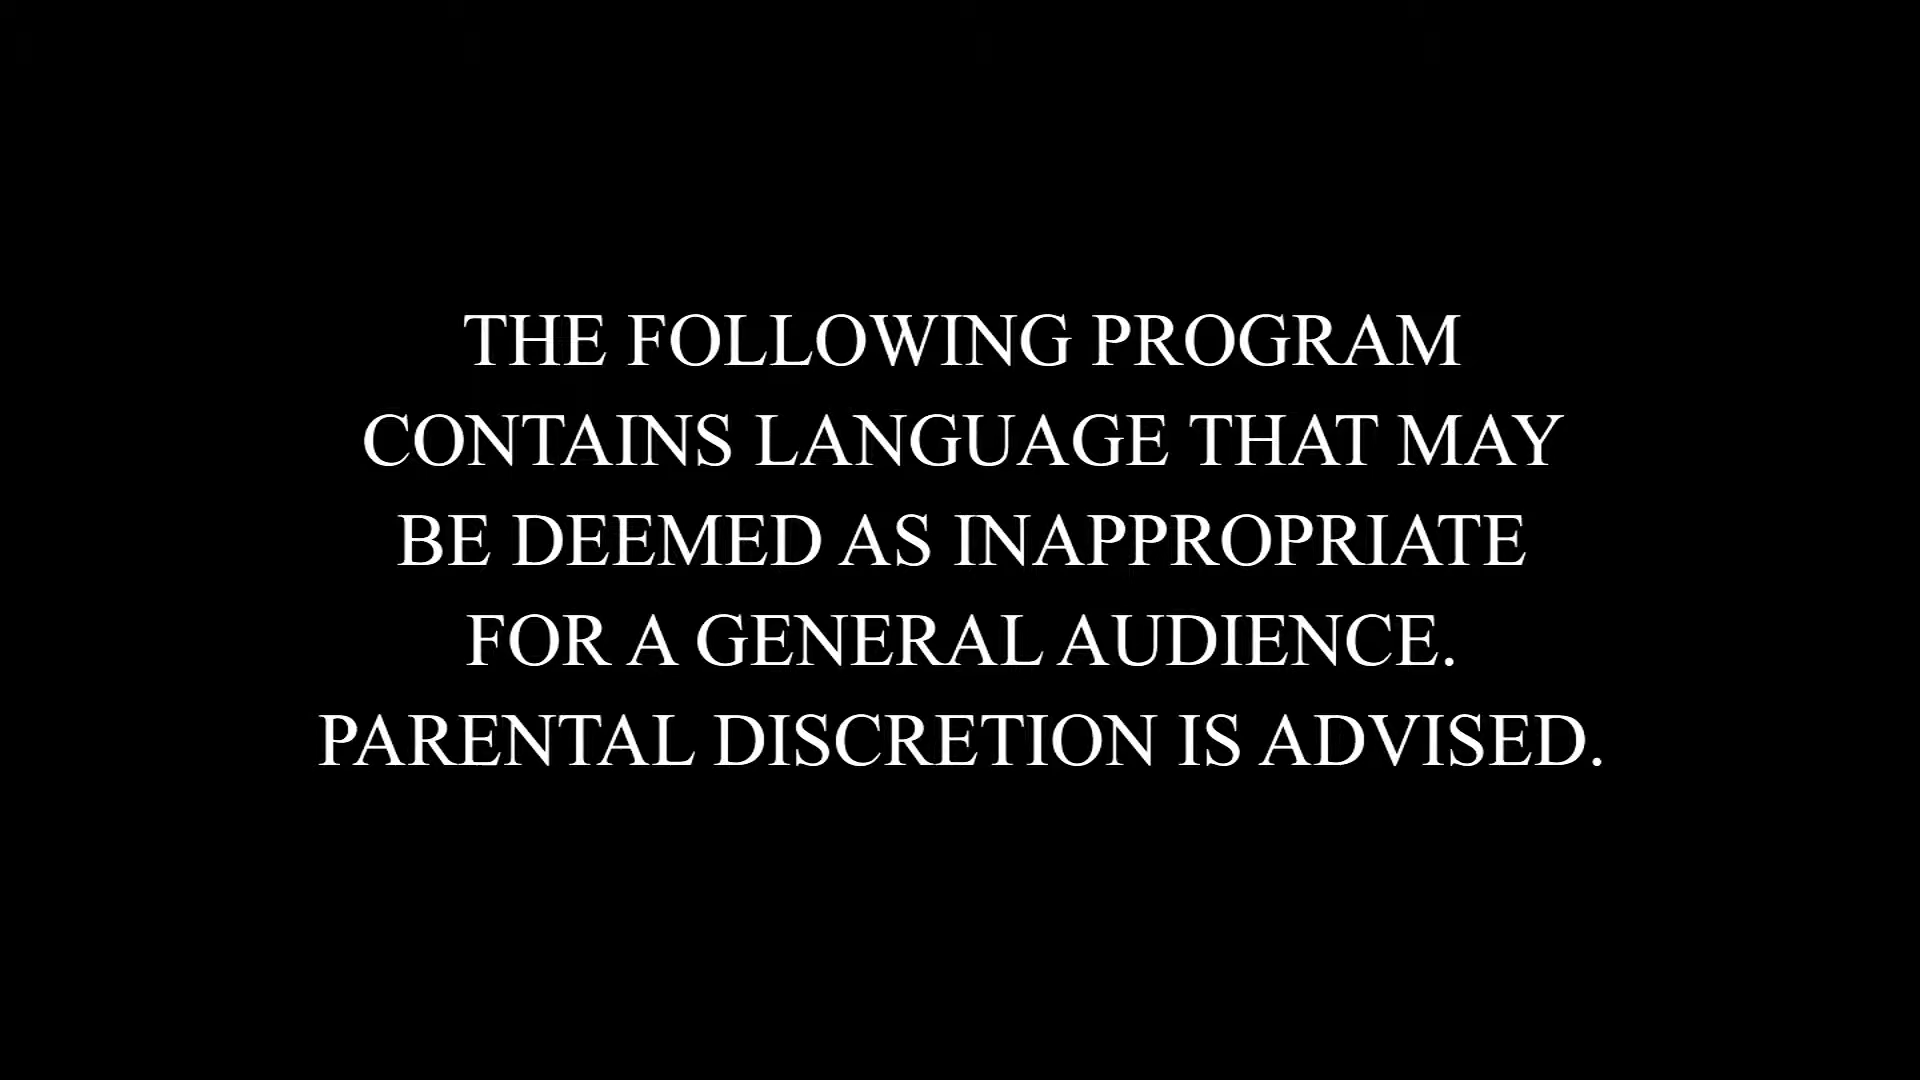 THE FOLLOWING PROGRAM
CONTAINS LANGUAGE THAT MAY
BE DEEMED AS INAPPROPRIATE
FOR A GENERAL AUDIENCE.
PARENTAL DISCRETION IS ADVISED.